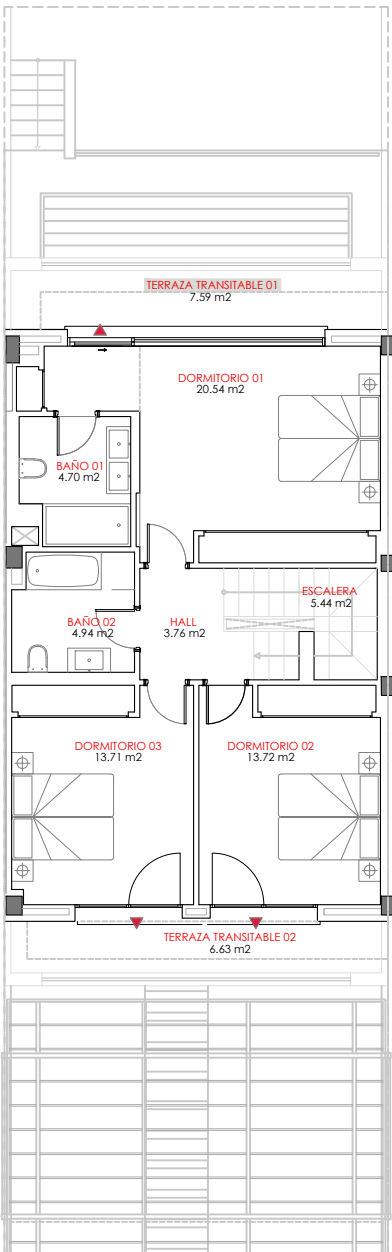 TERRAZA TRANSITABLE 01
7.59 m2
DORMITORIO 01
20.54 m2
BAÑO 01
4.70 m2
ESCALERA
5.44 m2
BAÑO 02
4.94 m2
HALL
3.76 m2
DORMITORIO 03
13.71 m2
DORMITORIO 02
13.72 m2
TERRAZA TRANSITABLE 02
6.63 m2